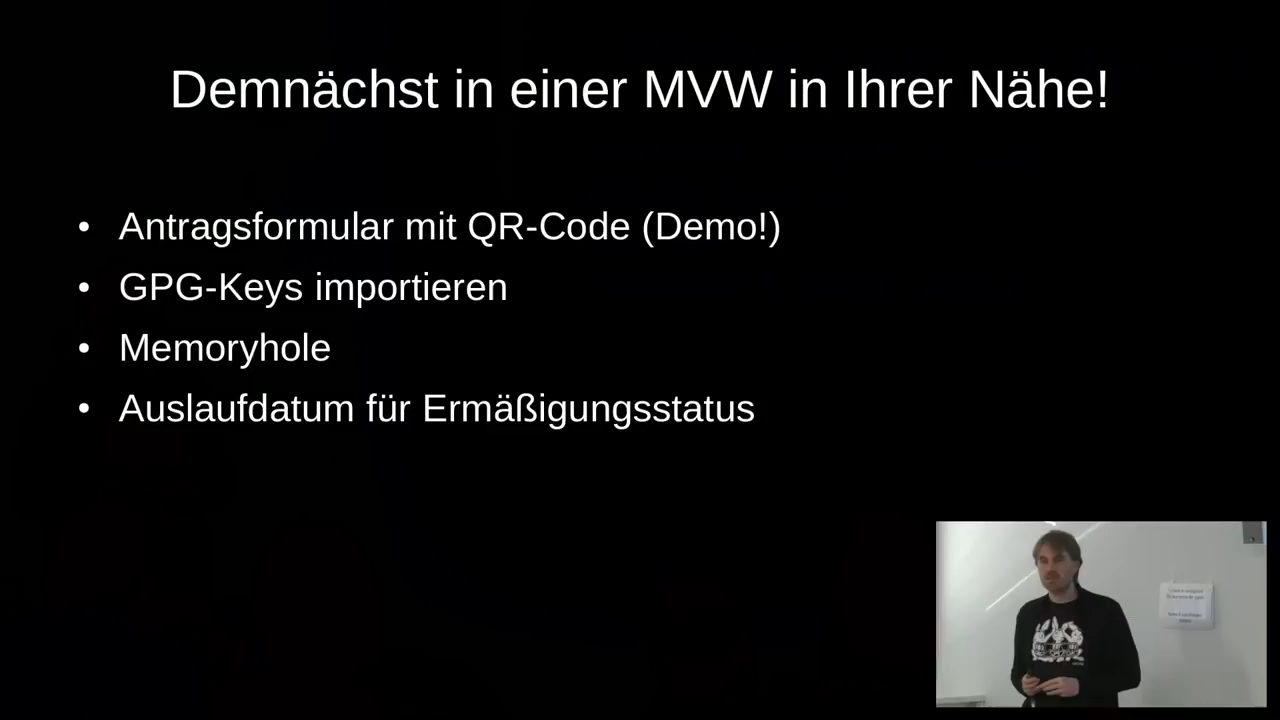 Demnächst in einer MVW in Ihrer Nähe!
• Antragsformular mit QR-Code (Demo!)
• GPG-Keys importieren
• Memoryhole
• Auslaufdatum für Ermäßigungsstatus